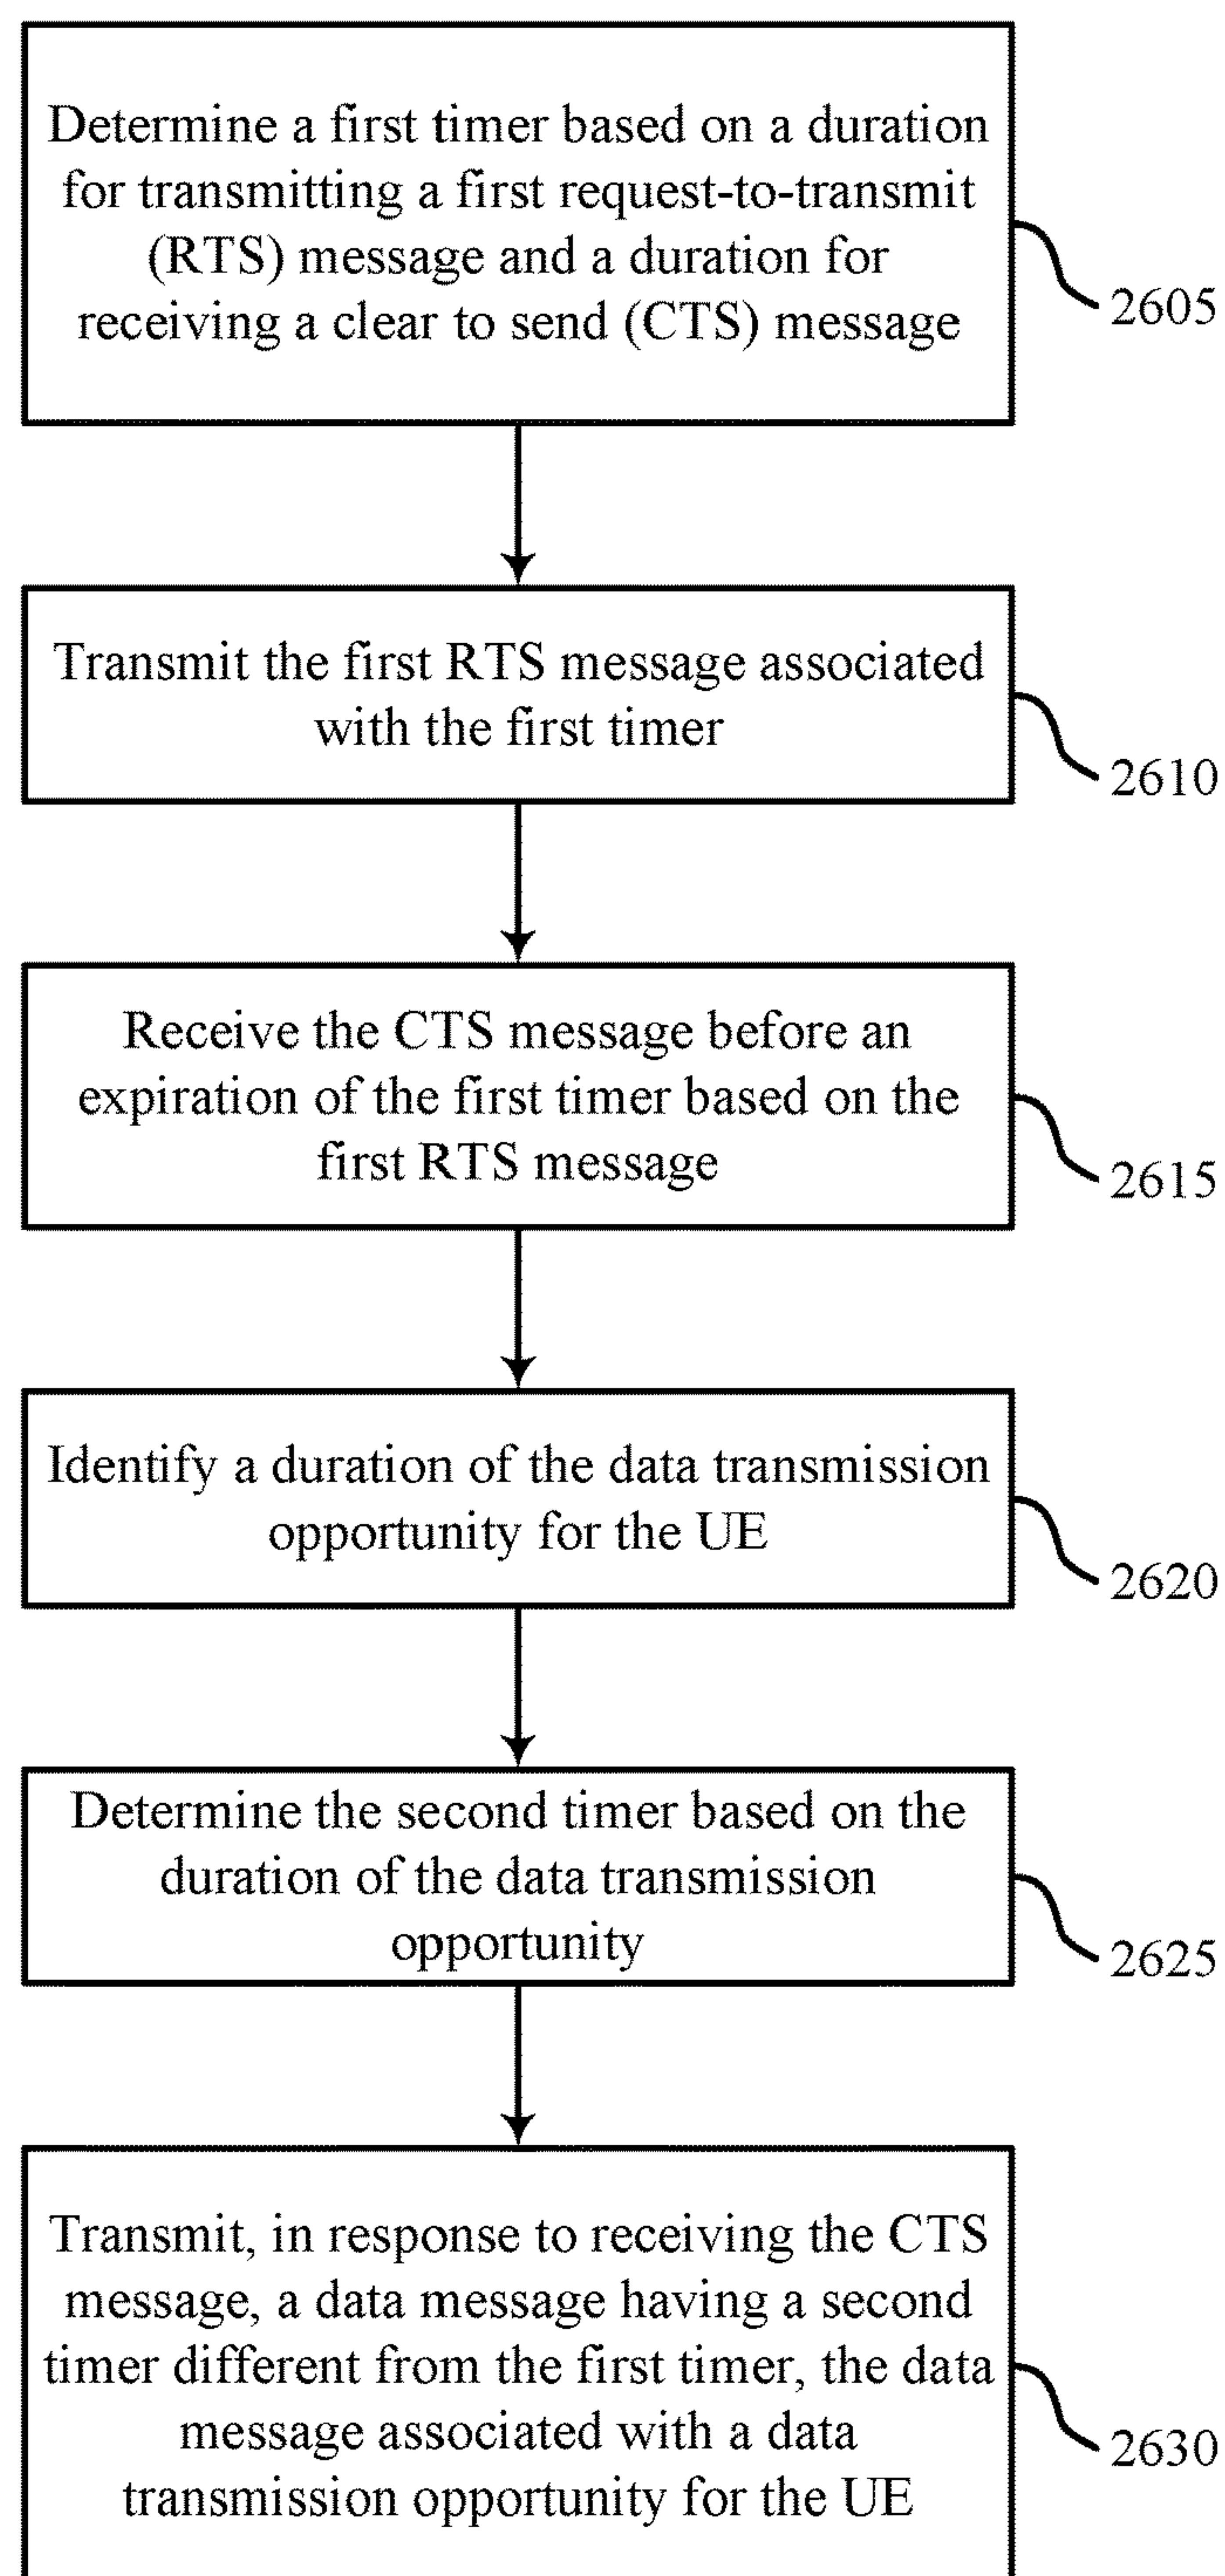 Determine a first timer based on a duration
for transmitting a first request-to-transmit
(RTS) message and a duration for
receiving a clear to send (CTS) message
2605
Transmit the first RTS message associated
with the first timer
2610
Receive the CTS message before an
expiration of the first timer based on the
first RTS message
2615
Identify a duration of the data transmission
opportunity for the UE
2620
Determine the second timer based on the
duration of the data transmission
opportunity
2625
Transmit, in response to receiving the CTS
message, a data message having a second
timer different from the first timer, the data
message associated with a data
transmission opportunity for the UE
2630